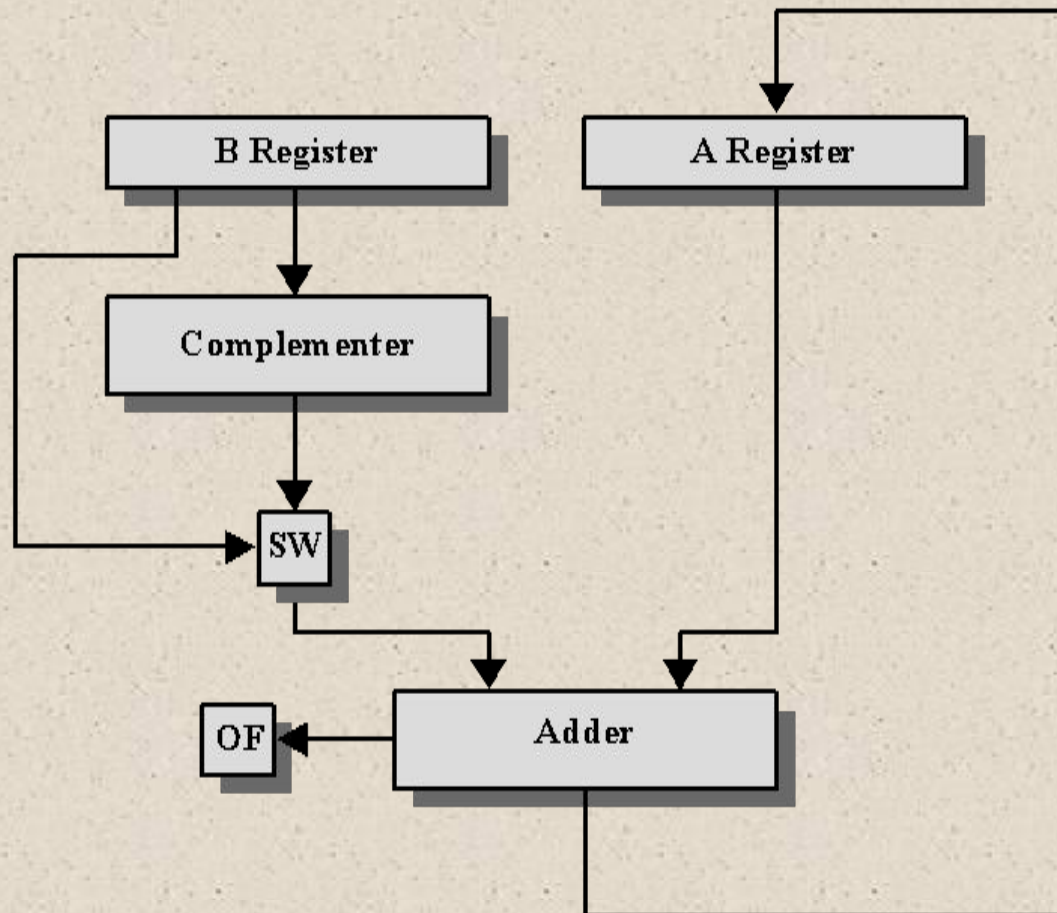 B Register
A Register
Complementer
SW
OF
Adder